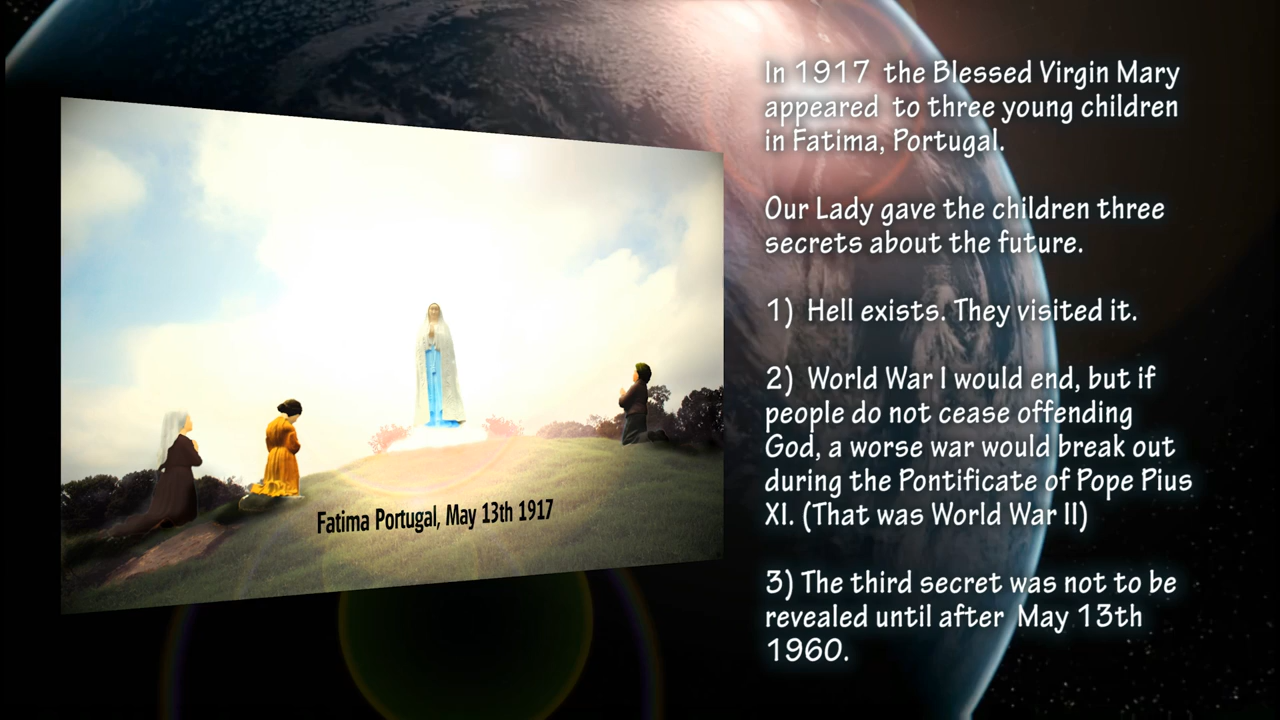 In 1917 the Blessed Virgin Mary
appeared to three young children
in Fatima, Portugal.
Our Lady gave the children three
secrets about the future.
1) Hell exists. They visited it.
2) World War I would end, but if
people do not cease offending
God, a worse war would break out
during the Pontificate of Pope Pius
XI. (That was World War II)
3) The third secret was not to be
revealed until after May 13th
1960.
Fatima Portugal, May 13th 1917